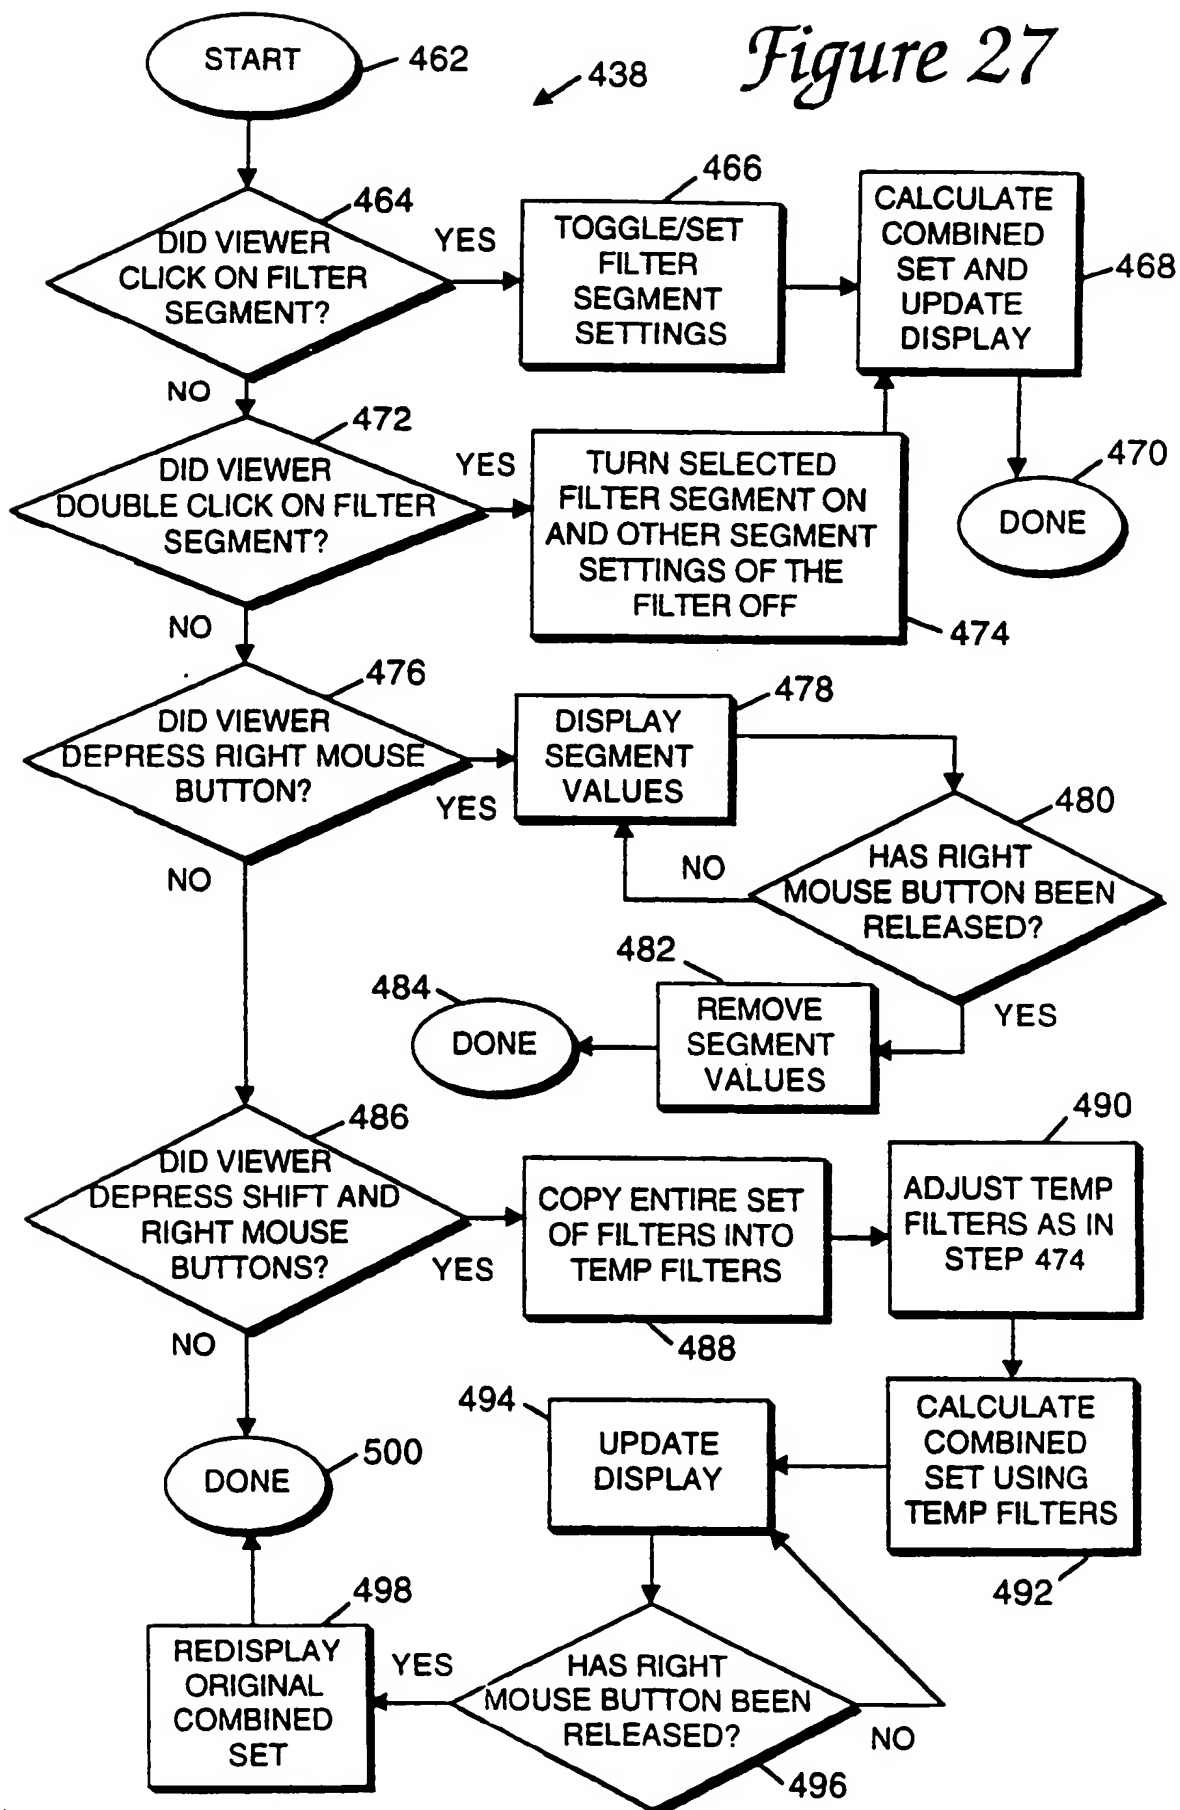 Figure 27
START
462
438
464
DID VIEWER
CLICK ON FILTER
SEGMENT?
YES
NO
466
TOGGLE/SET
FILTER
SEGMENT
SETTINGS
CALCULATE
COMBINED
SET AND
UPDATE
DISPLAY
468
470
DONE
472
DID VIEWER
DOUBLE CLICK ON FILTER
SEGMENT?
YES
NO
TURN SELECTED
FILTER SEGMENT ON
AND OTHER SEGMENT
SETTINGS OF THE
FILTER OFF
474
476
DID VIEWER
DEPRESS RIGHT MOUSE
BUTTON?
YES
NO
478
DISPLAY
SEGMENT
VALUES
480
HAS RIGHT
MOUSE BUTTON BEEN
RELEASED?
NO
YES
482
REMOVE
SEGMENT
VALUES
484
DONE
486
DID VIEWER
DEPRESS SHIFT AND
RIGHT MOUSE
BUTTONS?
YES
NO
COPY ENTIRE SET
OF FILTERS INTO
TEMP FILTERS
488
490
ADJUST TEMP
FILTERS AS IN
STEP 474
CALCULATE
COMBINED
SET USING
TEMP FILTERS
492
494
UPDATE
DISPLAY
HAS RIGHT
MOUSE BUTTON BEEN
RELEASED?
496
NO
YES
498
REDISPLAY
ORIGINAL
COMBINED
SET
500
DONE